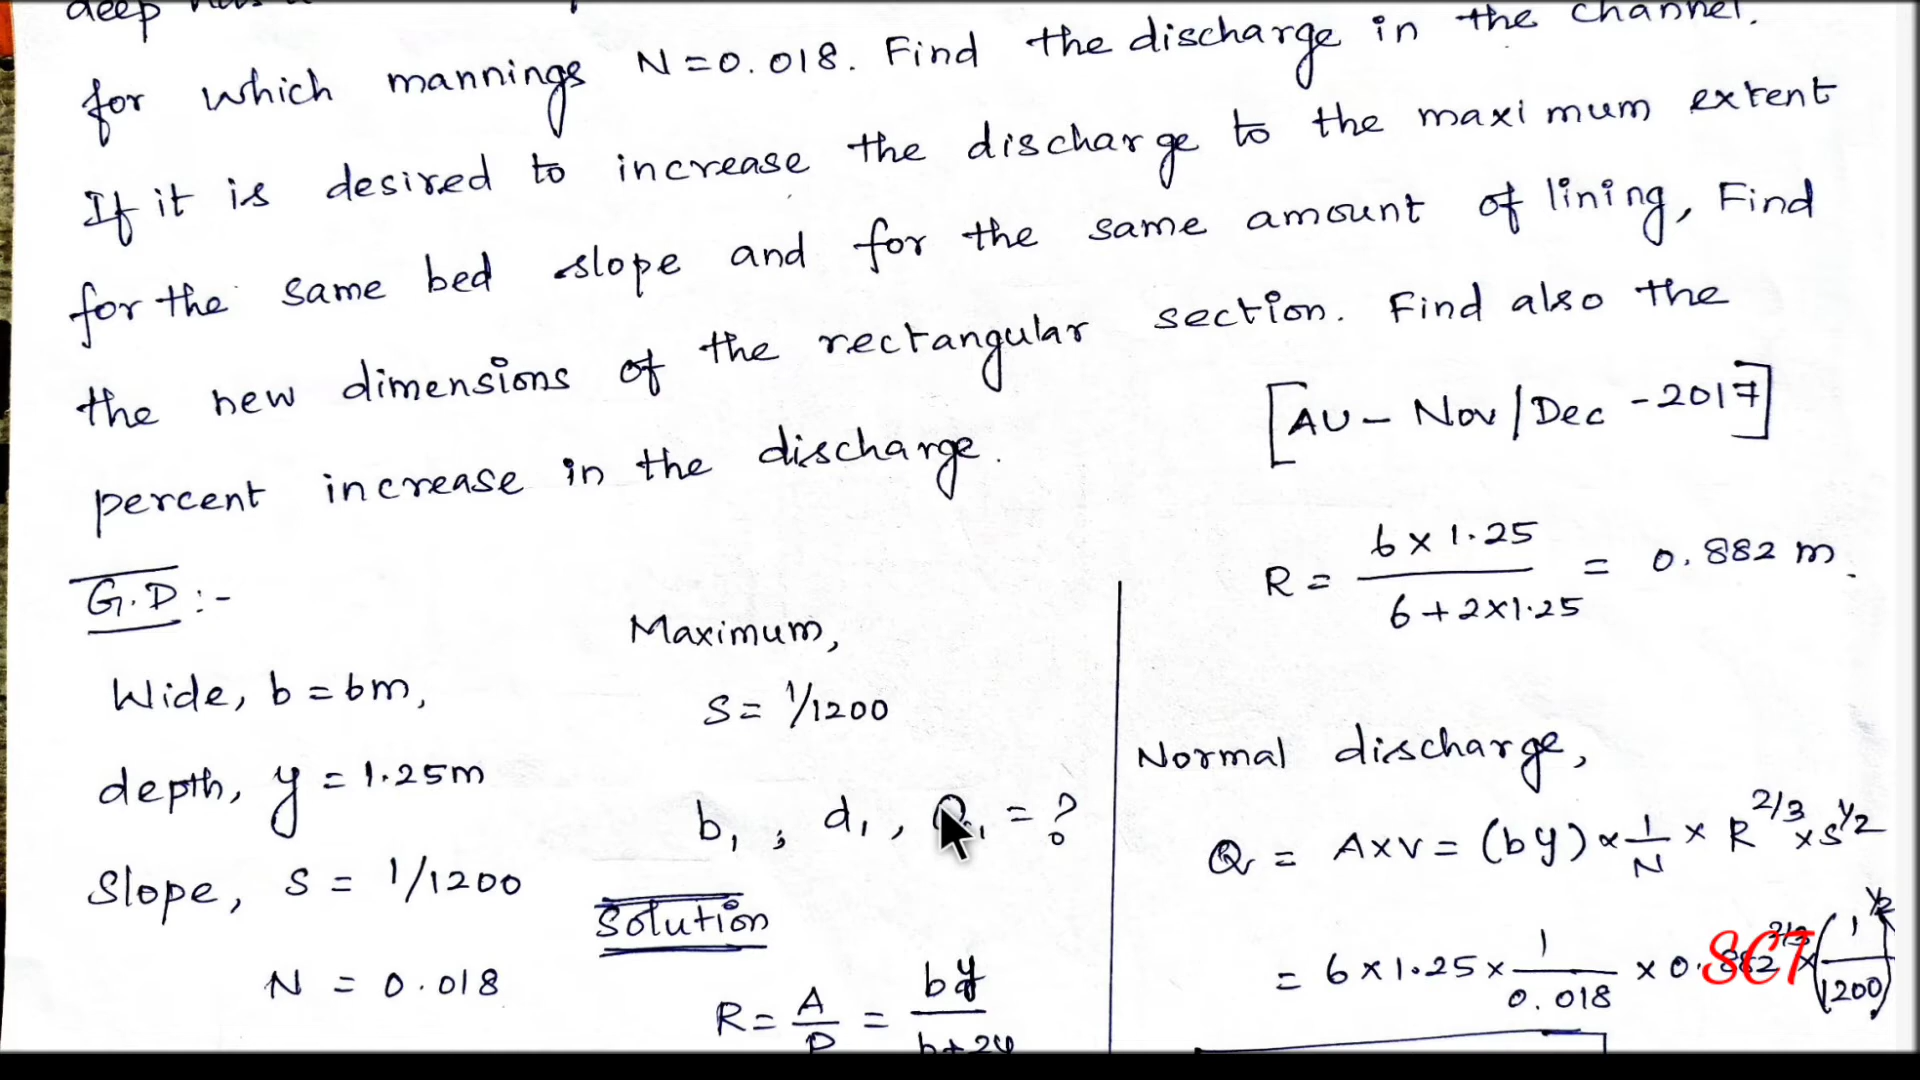 deep
for which mannings N=0.018. Find the discharge in the channel.
If it is desired to increase the discharge to the maximum extent
for the same bed slope and for the same amount of lining, Find
the new dimensions of the rectangular section. Find also the
percent increase in the discharge.
[AU - Nov/Dec - 2017]
G.D :-
Wide, b = 6m,
depth, y = 1.25m
Slope, S = 1/1200
N = 0.018
Maximum,
S = 1/1200
b₁, d₁, Q₁ = ?
Solution
R = A/P = by/b+2y
R = 6 x 1.25 / 6+2x1.25 = 0.882 m.
Normal discharge,
Q = AxV = (by) x 1/N x R^2/3 x S^1/2
= 6 x 1.25 x 1/0.018 x 0.882^2/3 x (1/1200)^1/2
SCT